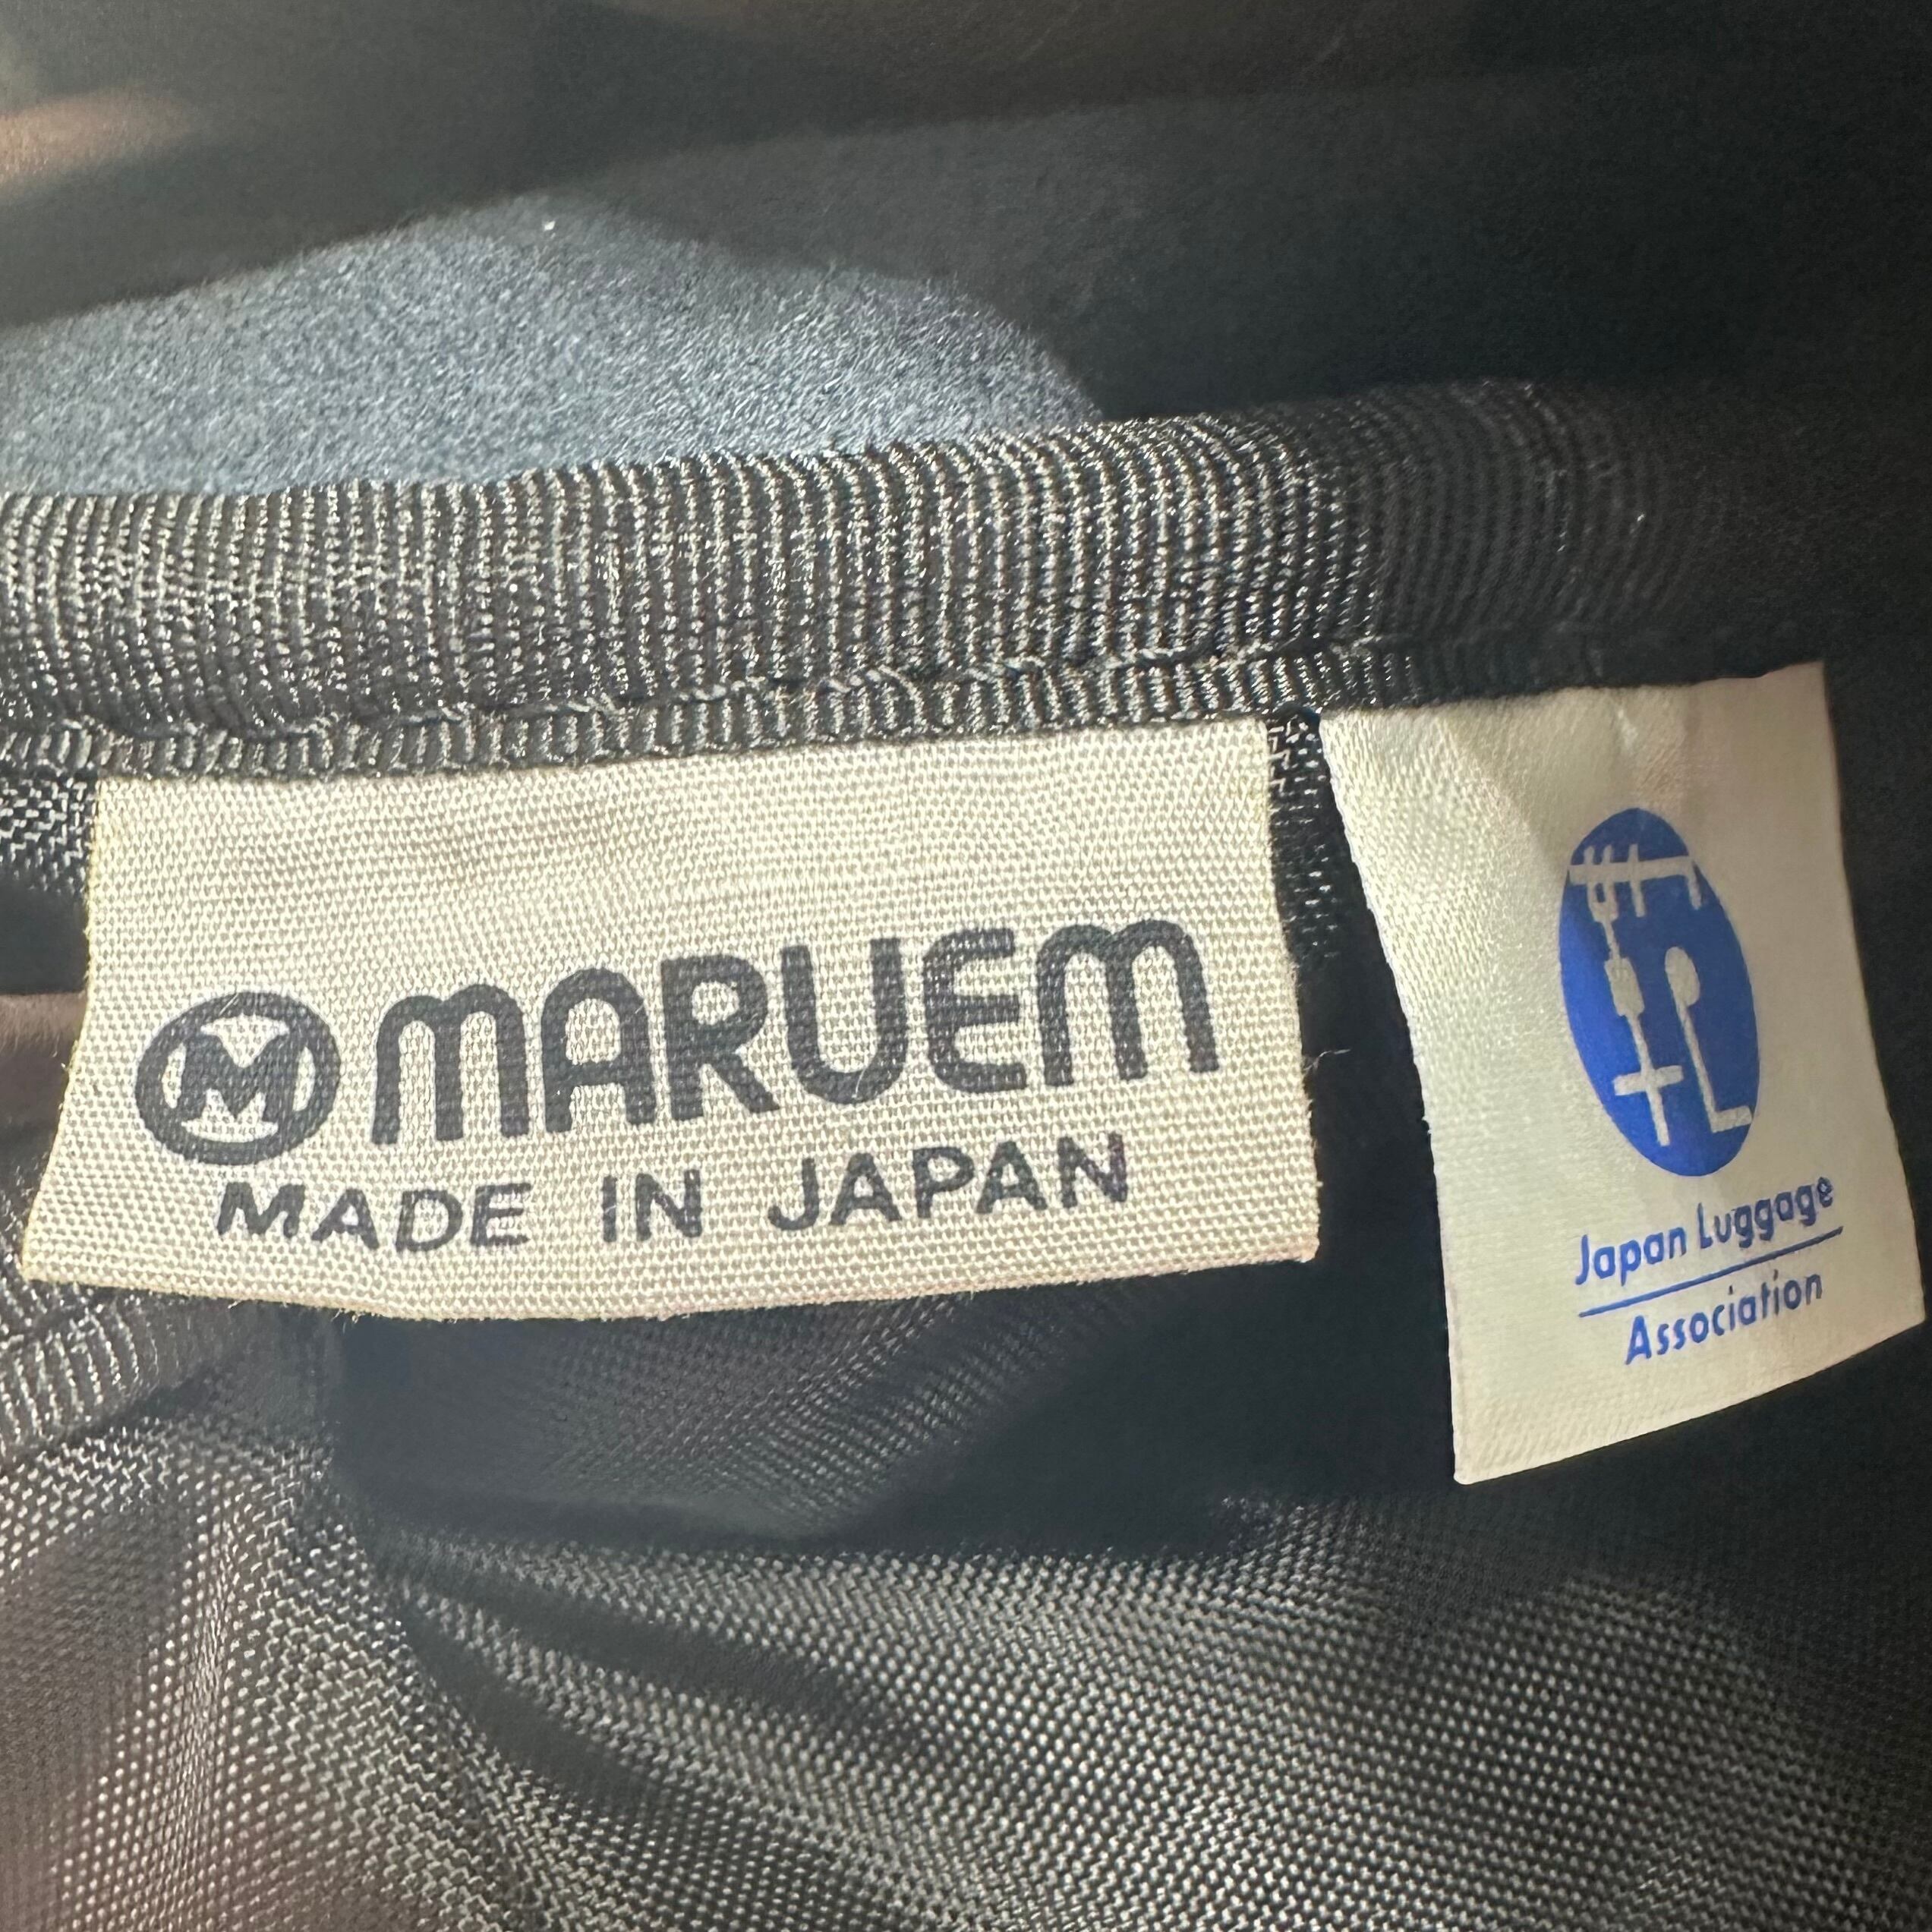 M MARUEM
MADE IN JAPAN
Japan Luggage
Association